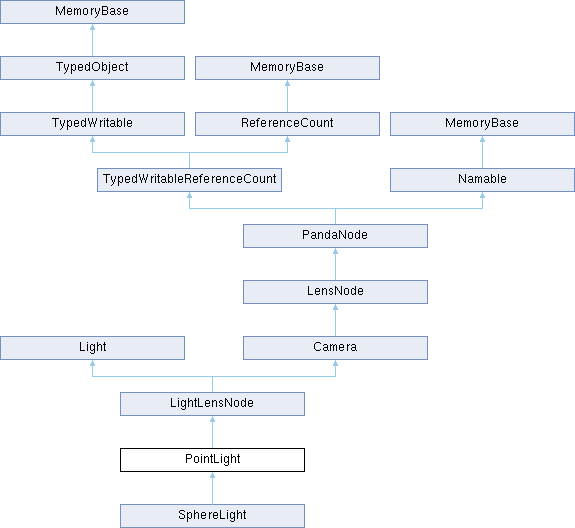 MemoryBase
TypedObject
MemoryBase
TypedWritable
ReferenceCount
MemoryBase
TypedWritableReferenceCount
Namable
PandaNode
LensNode
Light
Camera
LightLensNode
PointLight
SphereLight